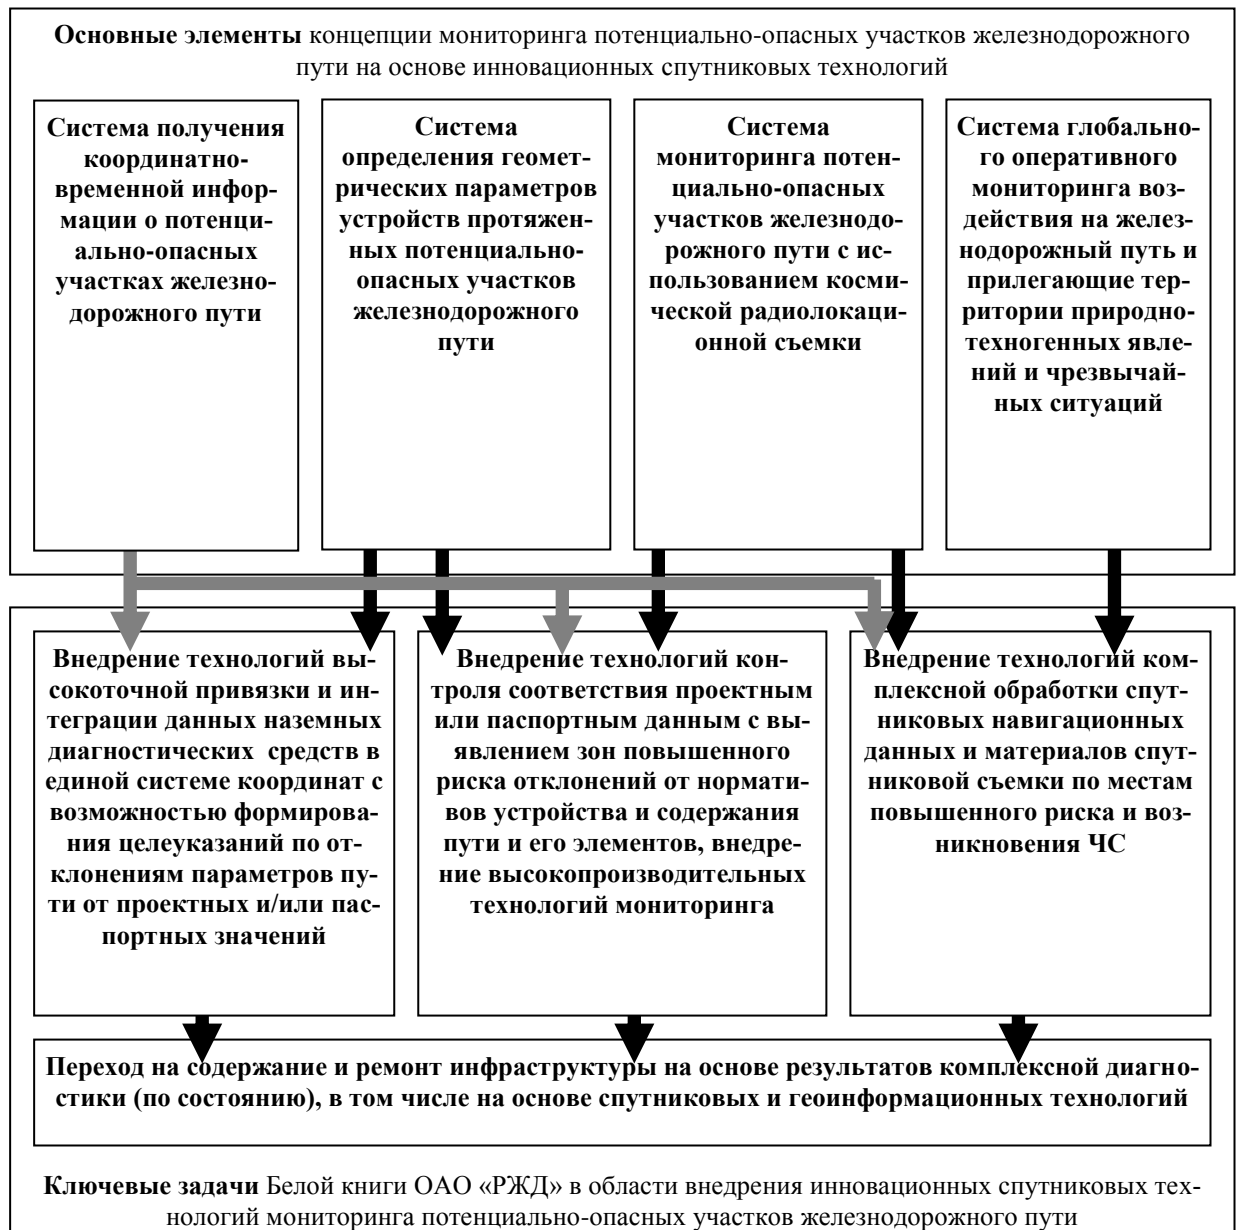 Основные элементы концепции мониторинга потенциально-опасных участков железнодорожного
пути на основе инновационных спутниковых технологий
Система получения
координатно-
временной инфор-
мации о потенци-
ально-опасных
участках железно-
дорожного пути
Система
определения геомет-
рических параметров
устройств протяжен-
ных потенциально-
опасных участков
железнодорожного
пути
Система
мониторинга потен-
циально-опасных
участков железнодо-
рожного пути с ис-
пользованием косми-
ческой радиолокаци-
онной съемки
Система глобально-
го оперативного
мониторинга воз-
действия на желез-
нодорожный путь и
прилегающие тер-
ритории природно-
техногенных явле-
ний и чрезвычай-
ных ситуаций
Внедрение технологий вы-
сокоточной привязки и ин-
теграции данных наземных
диагностических средств в
единой системе координат с
возможностью формирова-
ния целеуказаний по от-
клонениям параметров пу-
ти от проектных и/или пас-
портных значений
Внедрение технологий кон-
троля соответствия проектным
или паспортным данным с вы-
явлением зон повышенного
риска отклонений от нормати-
вов устройства и содержания
пути и его элементов, внедре-
ние высокопроизводительных
технологий мониторинга
Внедрение технологий ком-
плексной обработки спут-
никовых навигационных
данных и материалов спут-
никовой съемки по местам
повышенного риска и воз-
никновения ЧС
Переход на содержание и ремонт инфраструктуры на основе результатов комплексной диагно-
стики (по состоянию), в том числе на основе спутниковых и геоинформационных технологий
Ключевые задачи Белой книги ОАО «РЖД» в области внедрения инновационных спутниковых тех-
нологий мониторинга потенциально-опасных участков железнодорожного пути